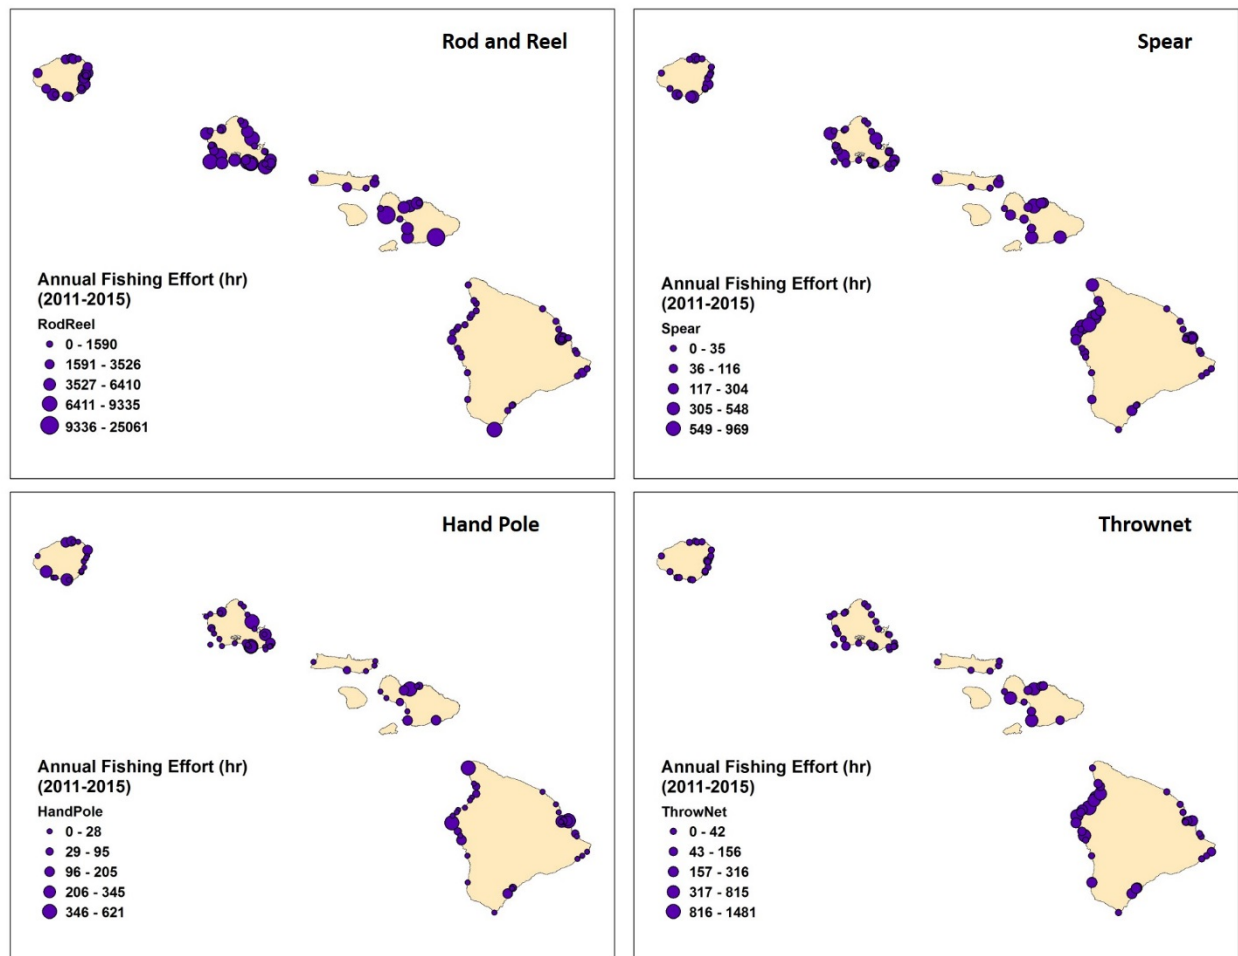 Rod and Reel
Annual Fishing Effort (hr)
(2011-2015)
RodReel
0 - 1590
1591 - 3526
3527 - 6410
6411 - 9335
9336 - 25061
Spear
Annual Fishing Effort (hr)
(2011-2015)
Spear
0 - 35
36 - 116
117 - 304
305 - 548
549 - 969
Hand Pole
Annual Fishing Effort (hr)
(2011-2015)
HandPole
0 - 28
29 - 95
96 - 205
206 - 345
346 - 621
Thrownet
Annual Fishing Effort (hr)
(2011-2015)
ThrowNet
0 - 42
43 - 156
157 - 316
317 - 815
816 - 1481